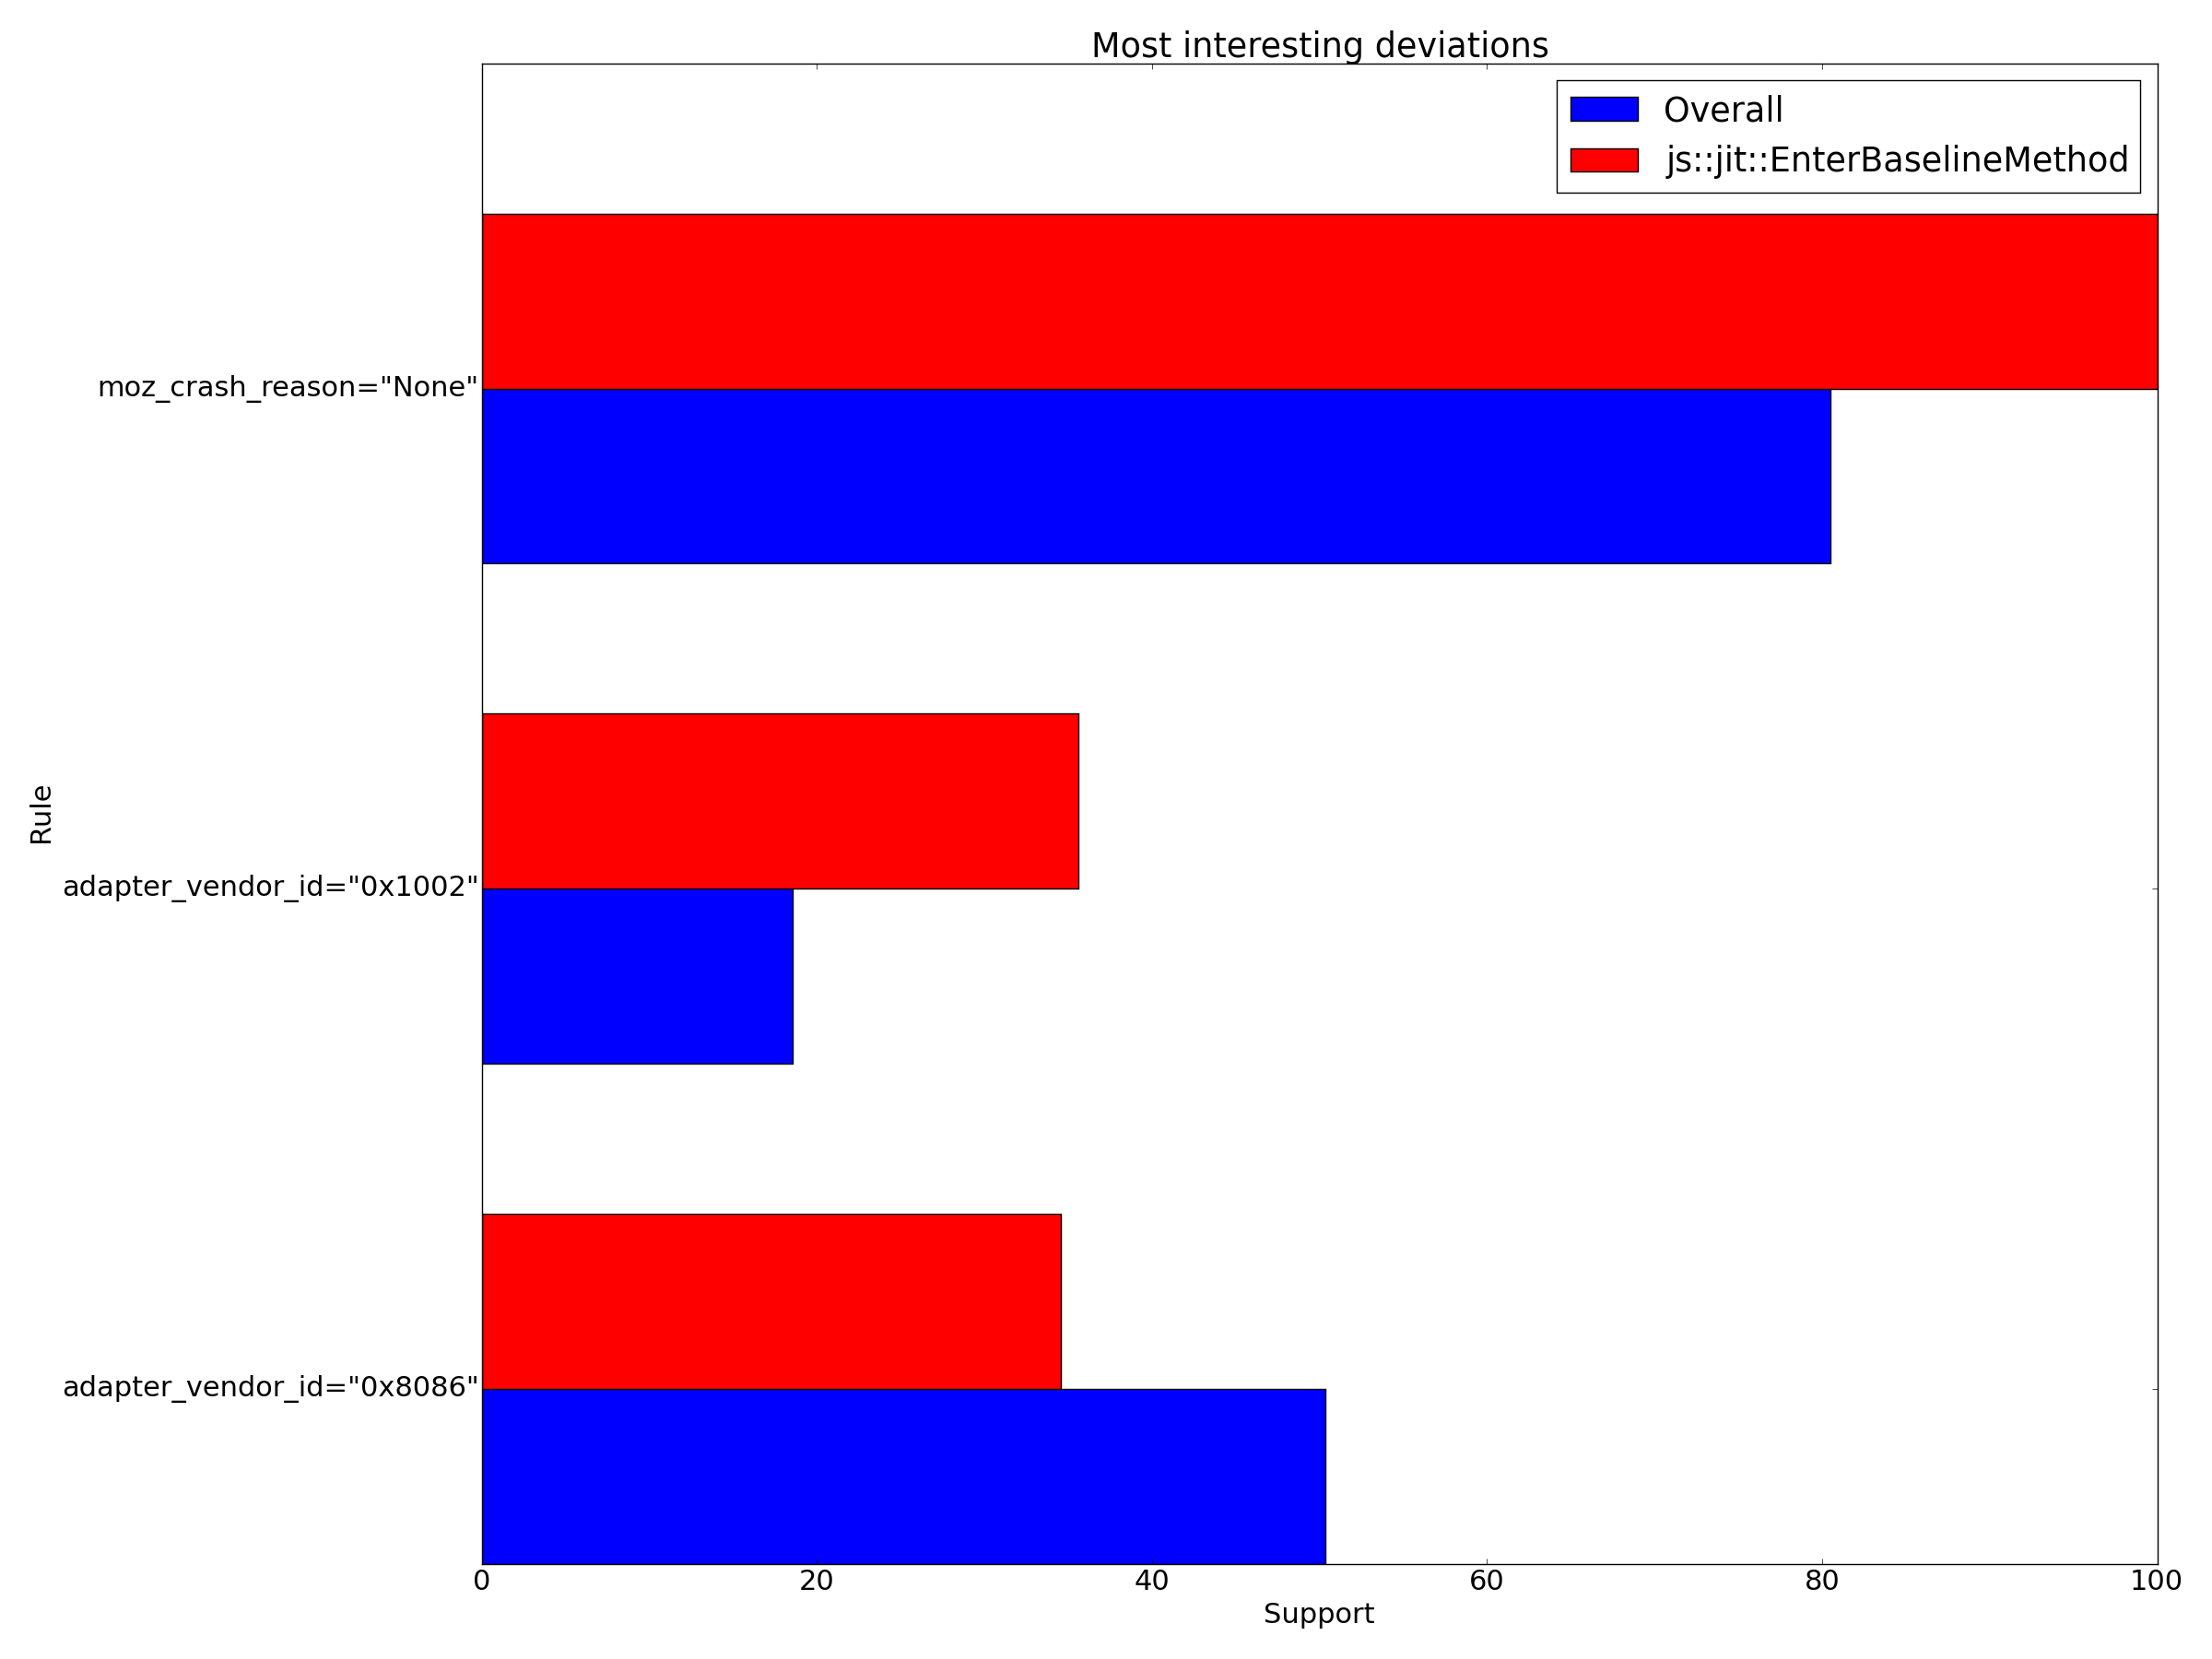 Most interesting deviations
Overall
js::jit::EnterBaselineMethod
moz_crash_reason="None"
Rule
adapter_vendor_id="0x1002"
adapter_vendor_id="0x8086"
0 20 40 60 80 100
Support